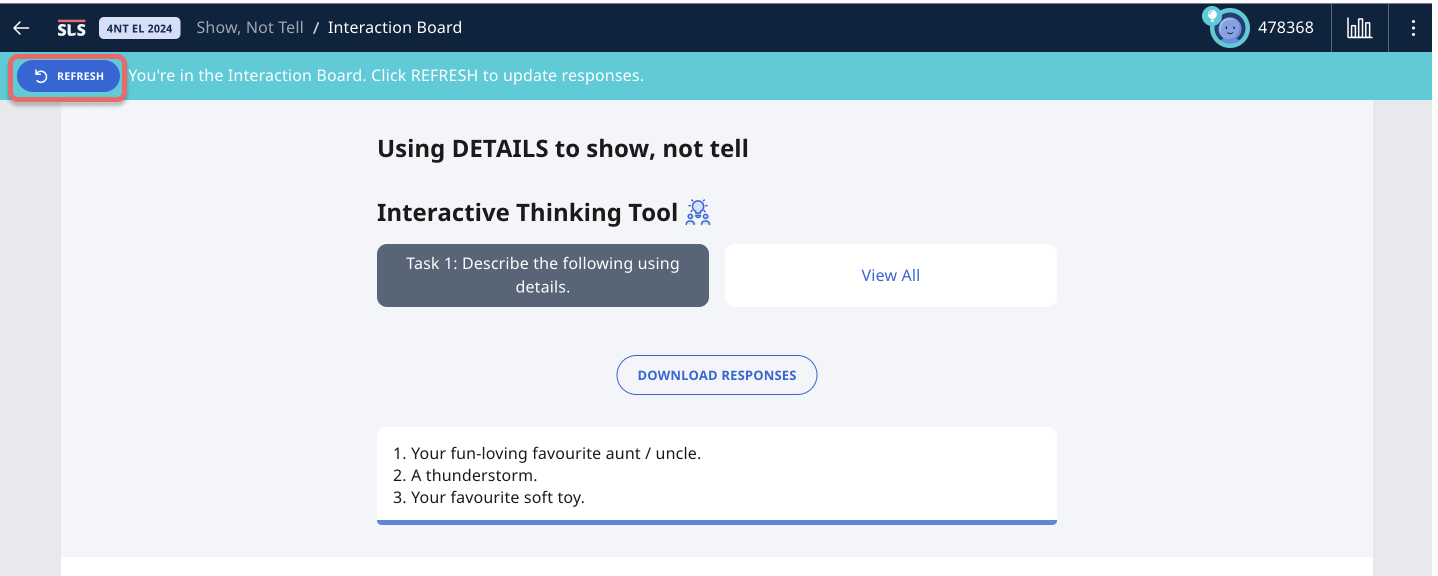 SLS 4NT EL 2024 Show, Not Tell / Interaction Board 478368
REFRESH You're in the Interaction Board. Click REFRESH to update responses.
Using DETAILS to show, not tell
Interactive Thinking Tool
Task 1: Describe the following using
details.
View All
DOWNLOAD RESPONSES
1. Your fun-loving favourite aunt / uncle.
2. A thunderstorm.
3. Your favourite soft toy.